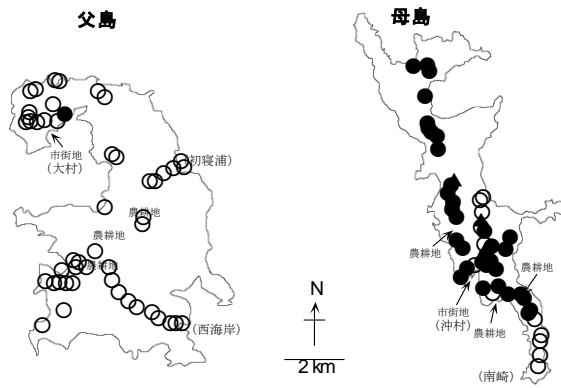 父島
母島
市街地
(大村)
(初寝浦)
農耕地
農耕地
農耕地
(西海岸)
N
2 km
農耕地
農耕地
市街地
(沖村)
農耕地
(南崎)